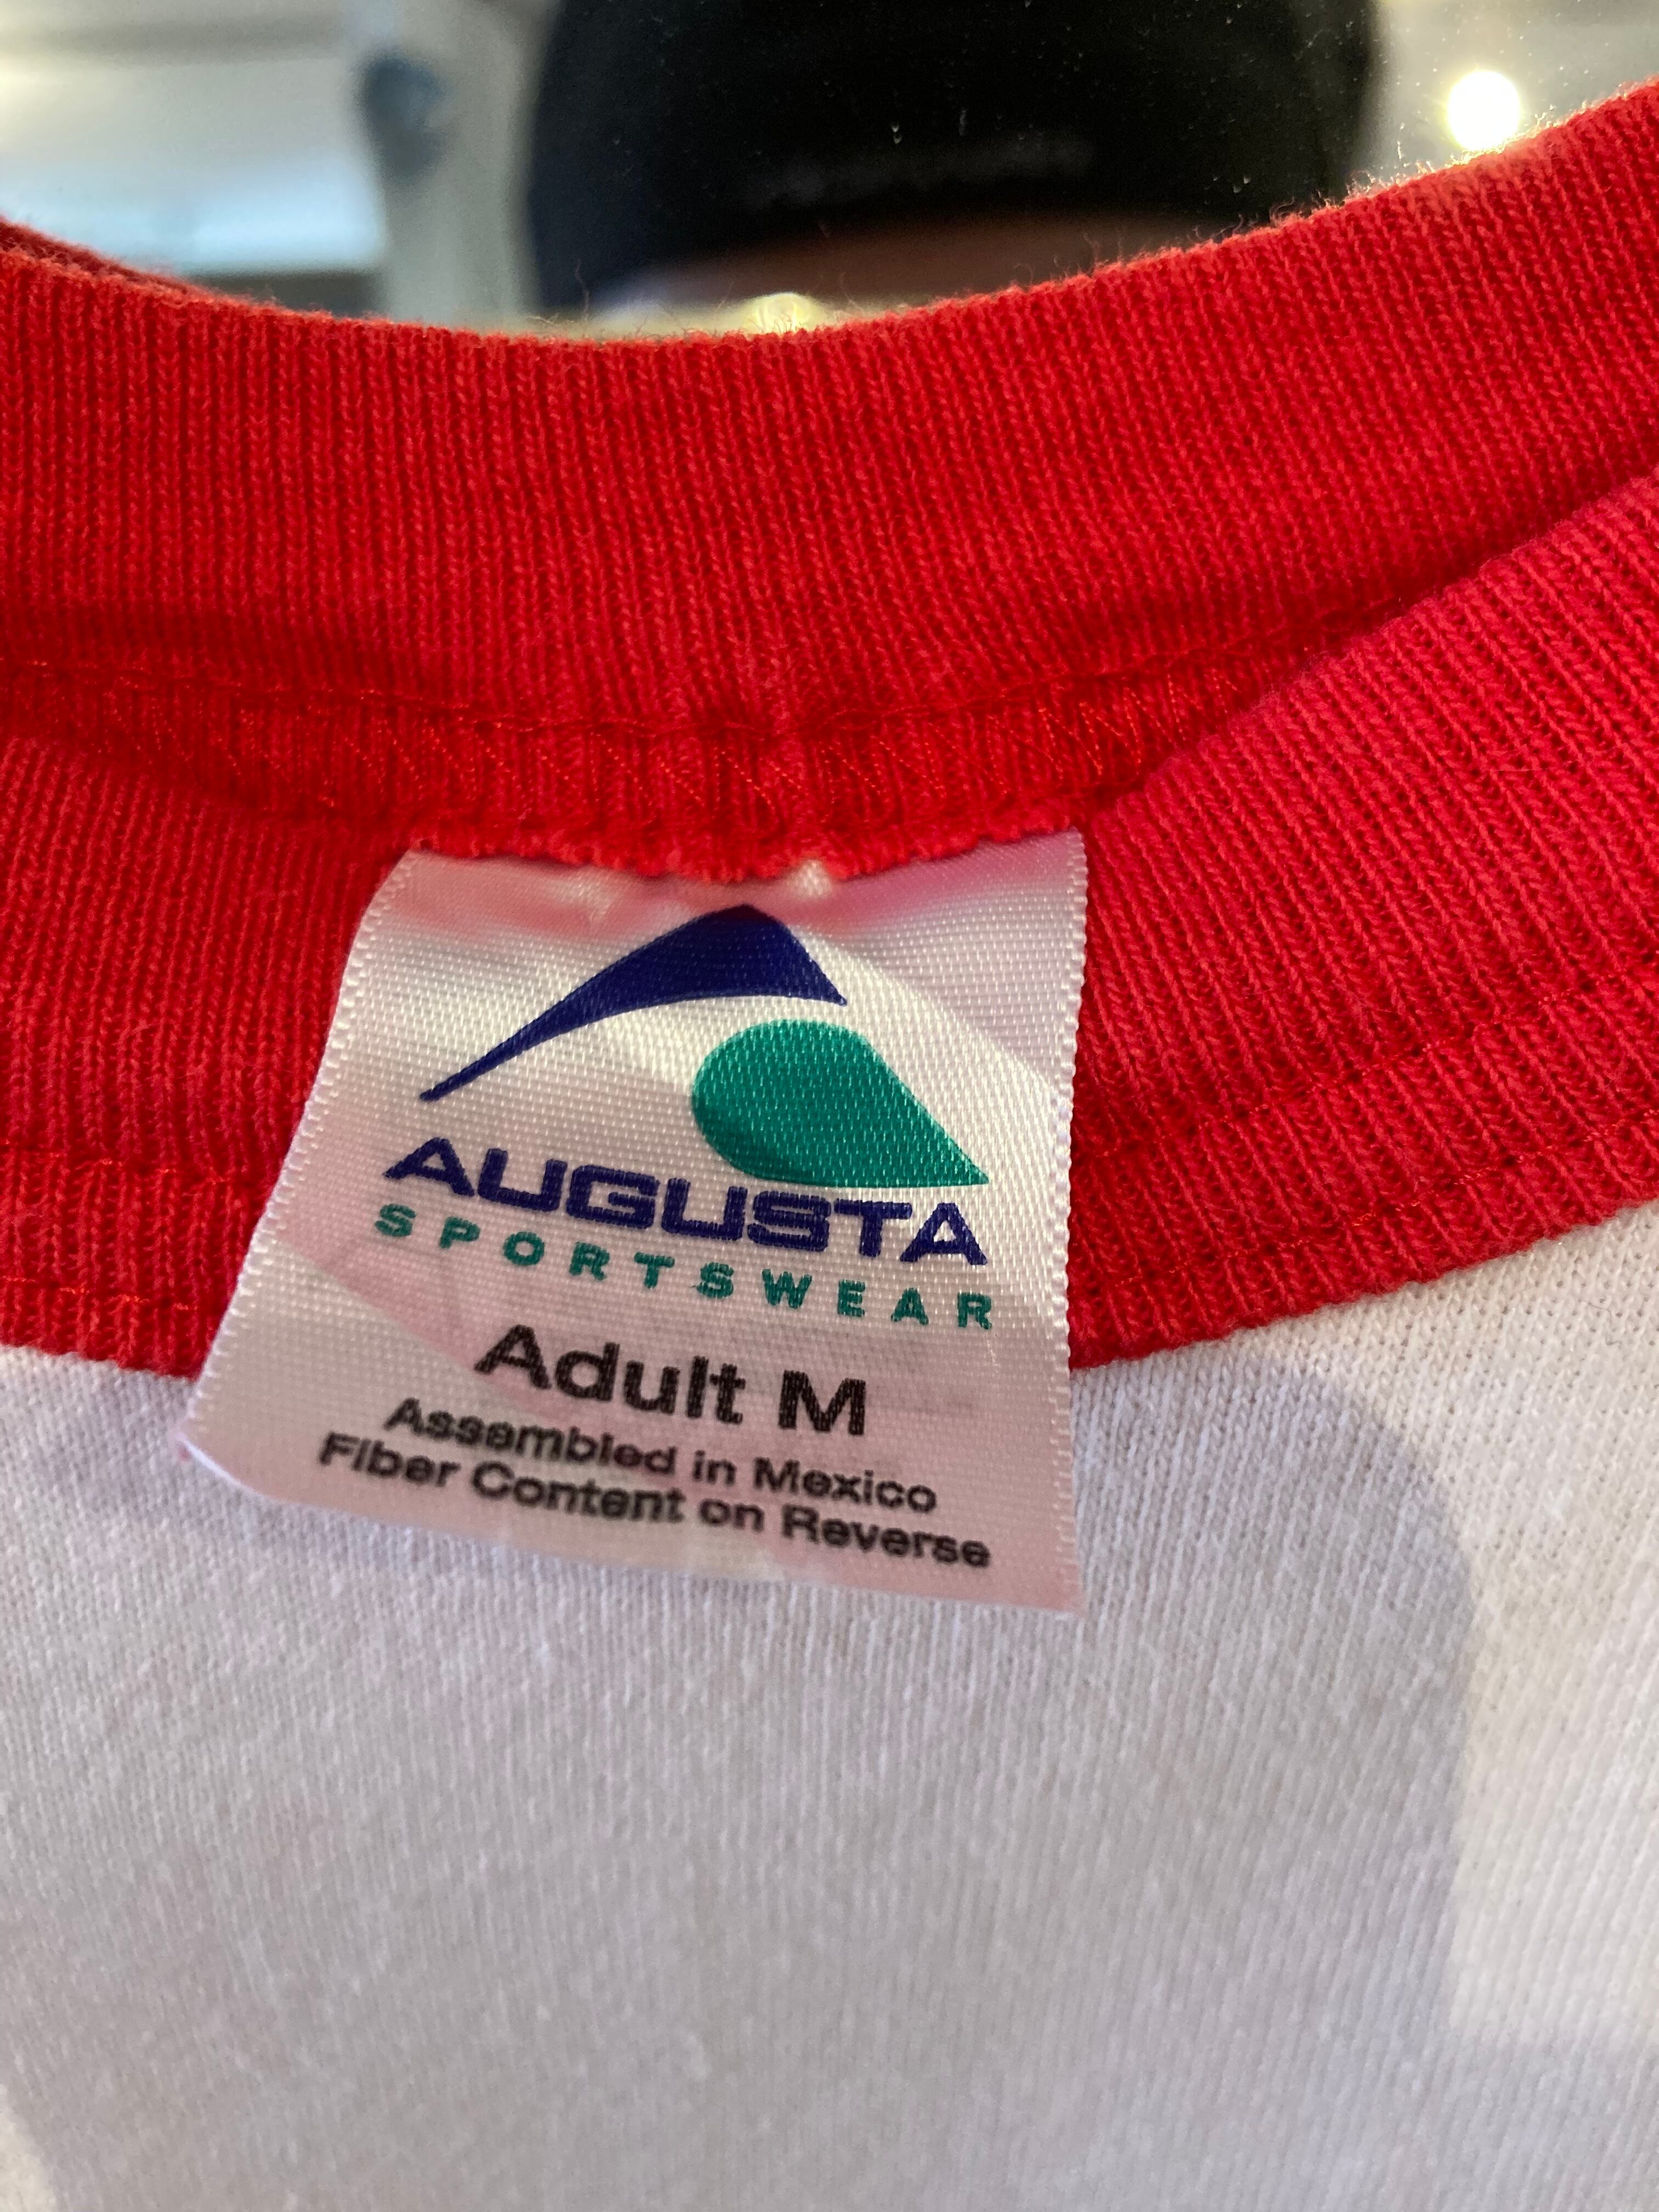 AUGUSTA
SPORTSWEAR
Adult M
Assembled in Mexico
Fiber Content on Reverse